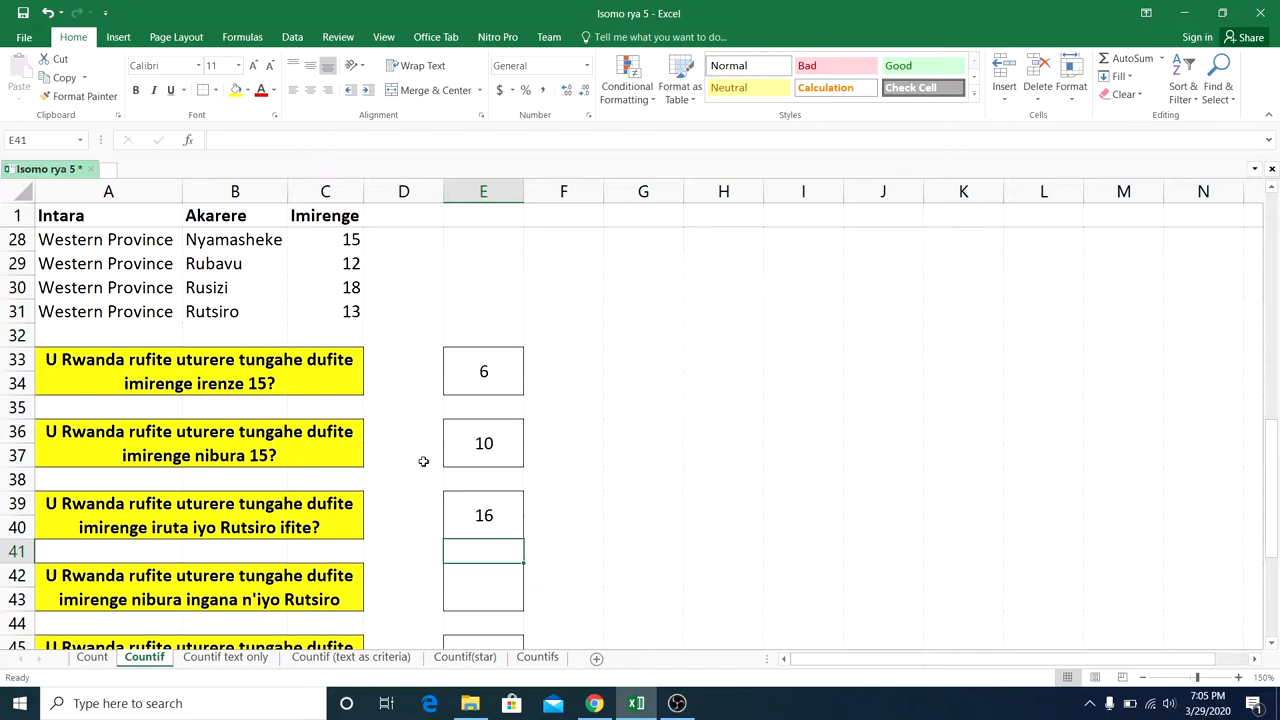 Isomo rya 5 - Excel
File Home Insert Page Layout Formulas Data Review View Office Tab Nitro Pro Team Tell me what you want to do... Sign in Share
Cut
Copy
Format Painter
Paste
Clipboard
Calibri 11
B I U
Font
Wrap Text
Merge & Center
Alignment
General
$ % ,
Number
Conditional Formatting
Format as Table
Normal Bad Good
Neutral Calculation Check Cell
Styles
Insert Delete Format
Cells
AutoSum
Fill
Clear
Sort & Filter
Find & Select
Editing
E41 fx
Isomo rya 5 *
A B C D E F G H I J K L M N
1 Intara Akarere Imirenge
28 Western Province Nyamasheke 15
29 Western Province Rubavu 12
30 Western Province Rusizi 18
31 Western Province Rutsiro 13
32
33 U Rwanda rufite uturere tungahe dufite
34 imirenge irenze 15? 6
35
36 U Rwanda rufite uturere tungahe dufite
37 imirenge nibura 15? 10
38
39 U Rwanda rufite uturere tungahe dufite
40 imirenge iruta iyo Rutsiro ifite? 16
41
42 U Rwanda rufite uturere tungahe dufite
43 imirenge nibura ingana n'iyo Rutsiro
44
45 U Rwanda rufite uturere tungahe dufite
Count Countif Countif text only Countif (text as criteria) Countif(star) Countifs
Ready 150%
Type here to search
7:05 PM
3/29/2020